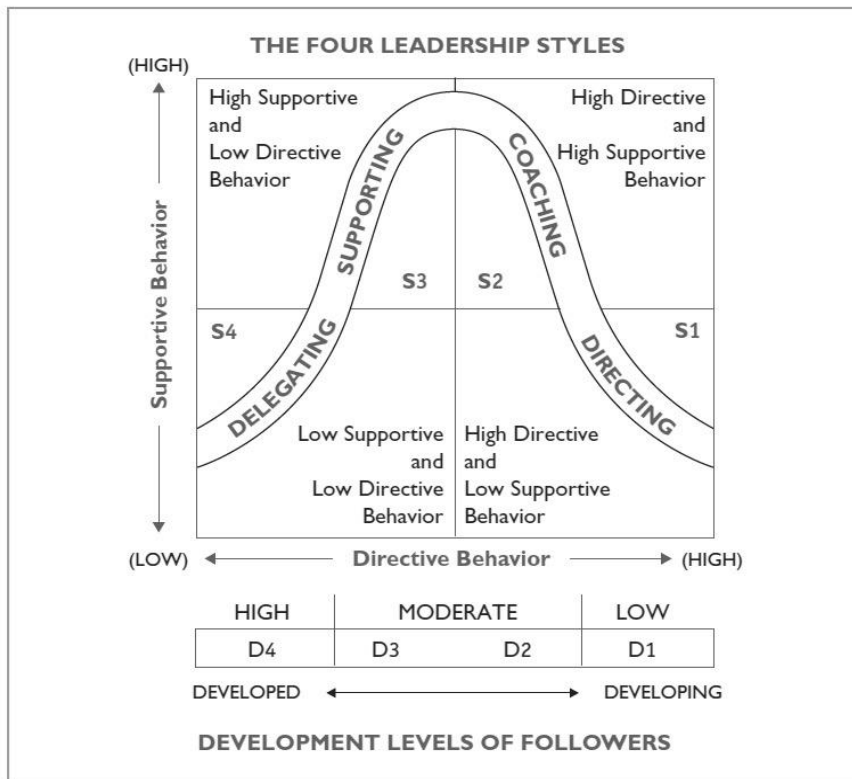 THE FOUR LEADERSHIP STYLES
(HIGH)
High Supportive
and
Low Directive
Behavior
High Directive
and
High Supportive
Behavior
SUPPORTING
COACHING
Supportive Behavior
S3
S2
S4
S1
DELEGATING
DIRECTING
Low Supportive
and
Low Directive
Behavior
High Directive
and
Low Supportive
Behavior
(LOW)
Directive Behavior
(HIGH)
HIGH
MODERATE
LOW
D4
D3
D2
D1
DEVELOPED
DEVELOPING
DEVELOPMENT LEVELS OF FOLLOWERS